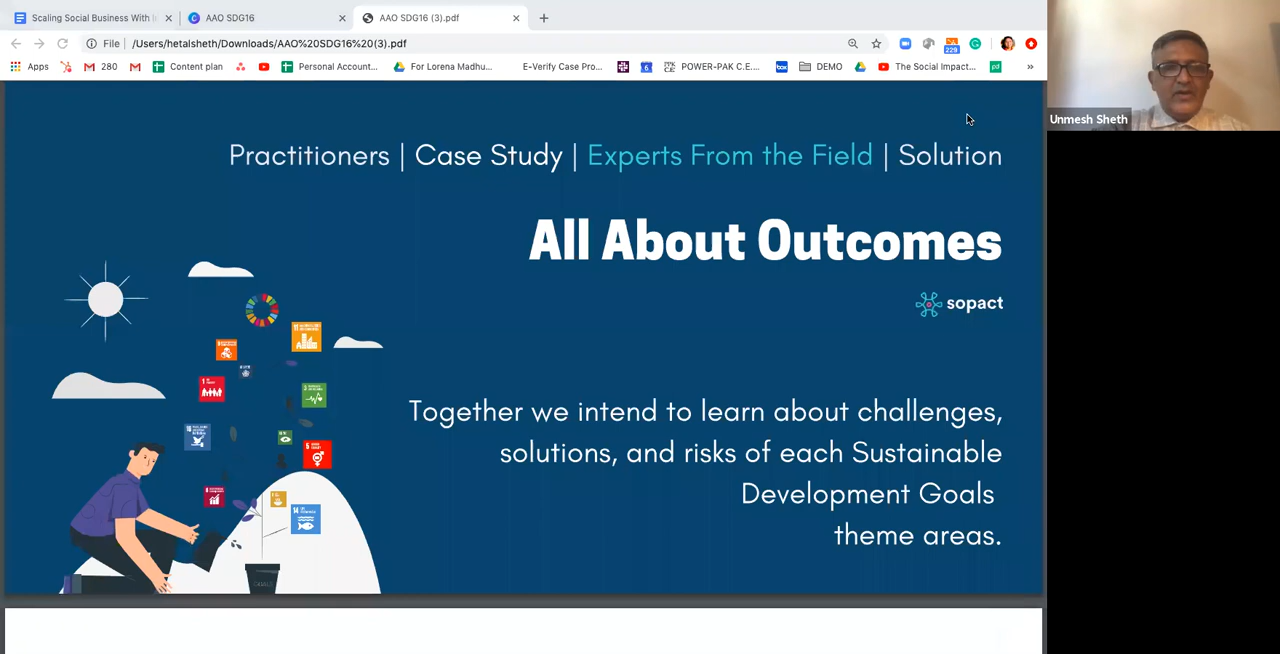 Scaling Social Business With I
AAO SDG16
AAO SDG16 (3).pdf
File | /Users/hetalsheth/Downloads/AAO%20SDG16%20(3).pdf
229
Apps
280
Content plan
Personal Account...
For Lorena Madhu...
E-Verify Case Pro...
POWER-PAK C.E....
box
DEMO
The Social Impact...
»
Unmesh Sheth
Practitioners | Case Study | Experts From the Field | Solution
All About Outcomes
sopact
Together we intend to learn about challenges,
solutions, and risks of each Sustainable
Development Goals
theme areas.